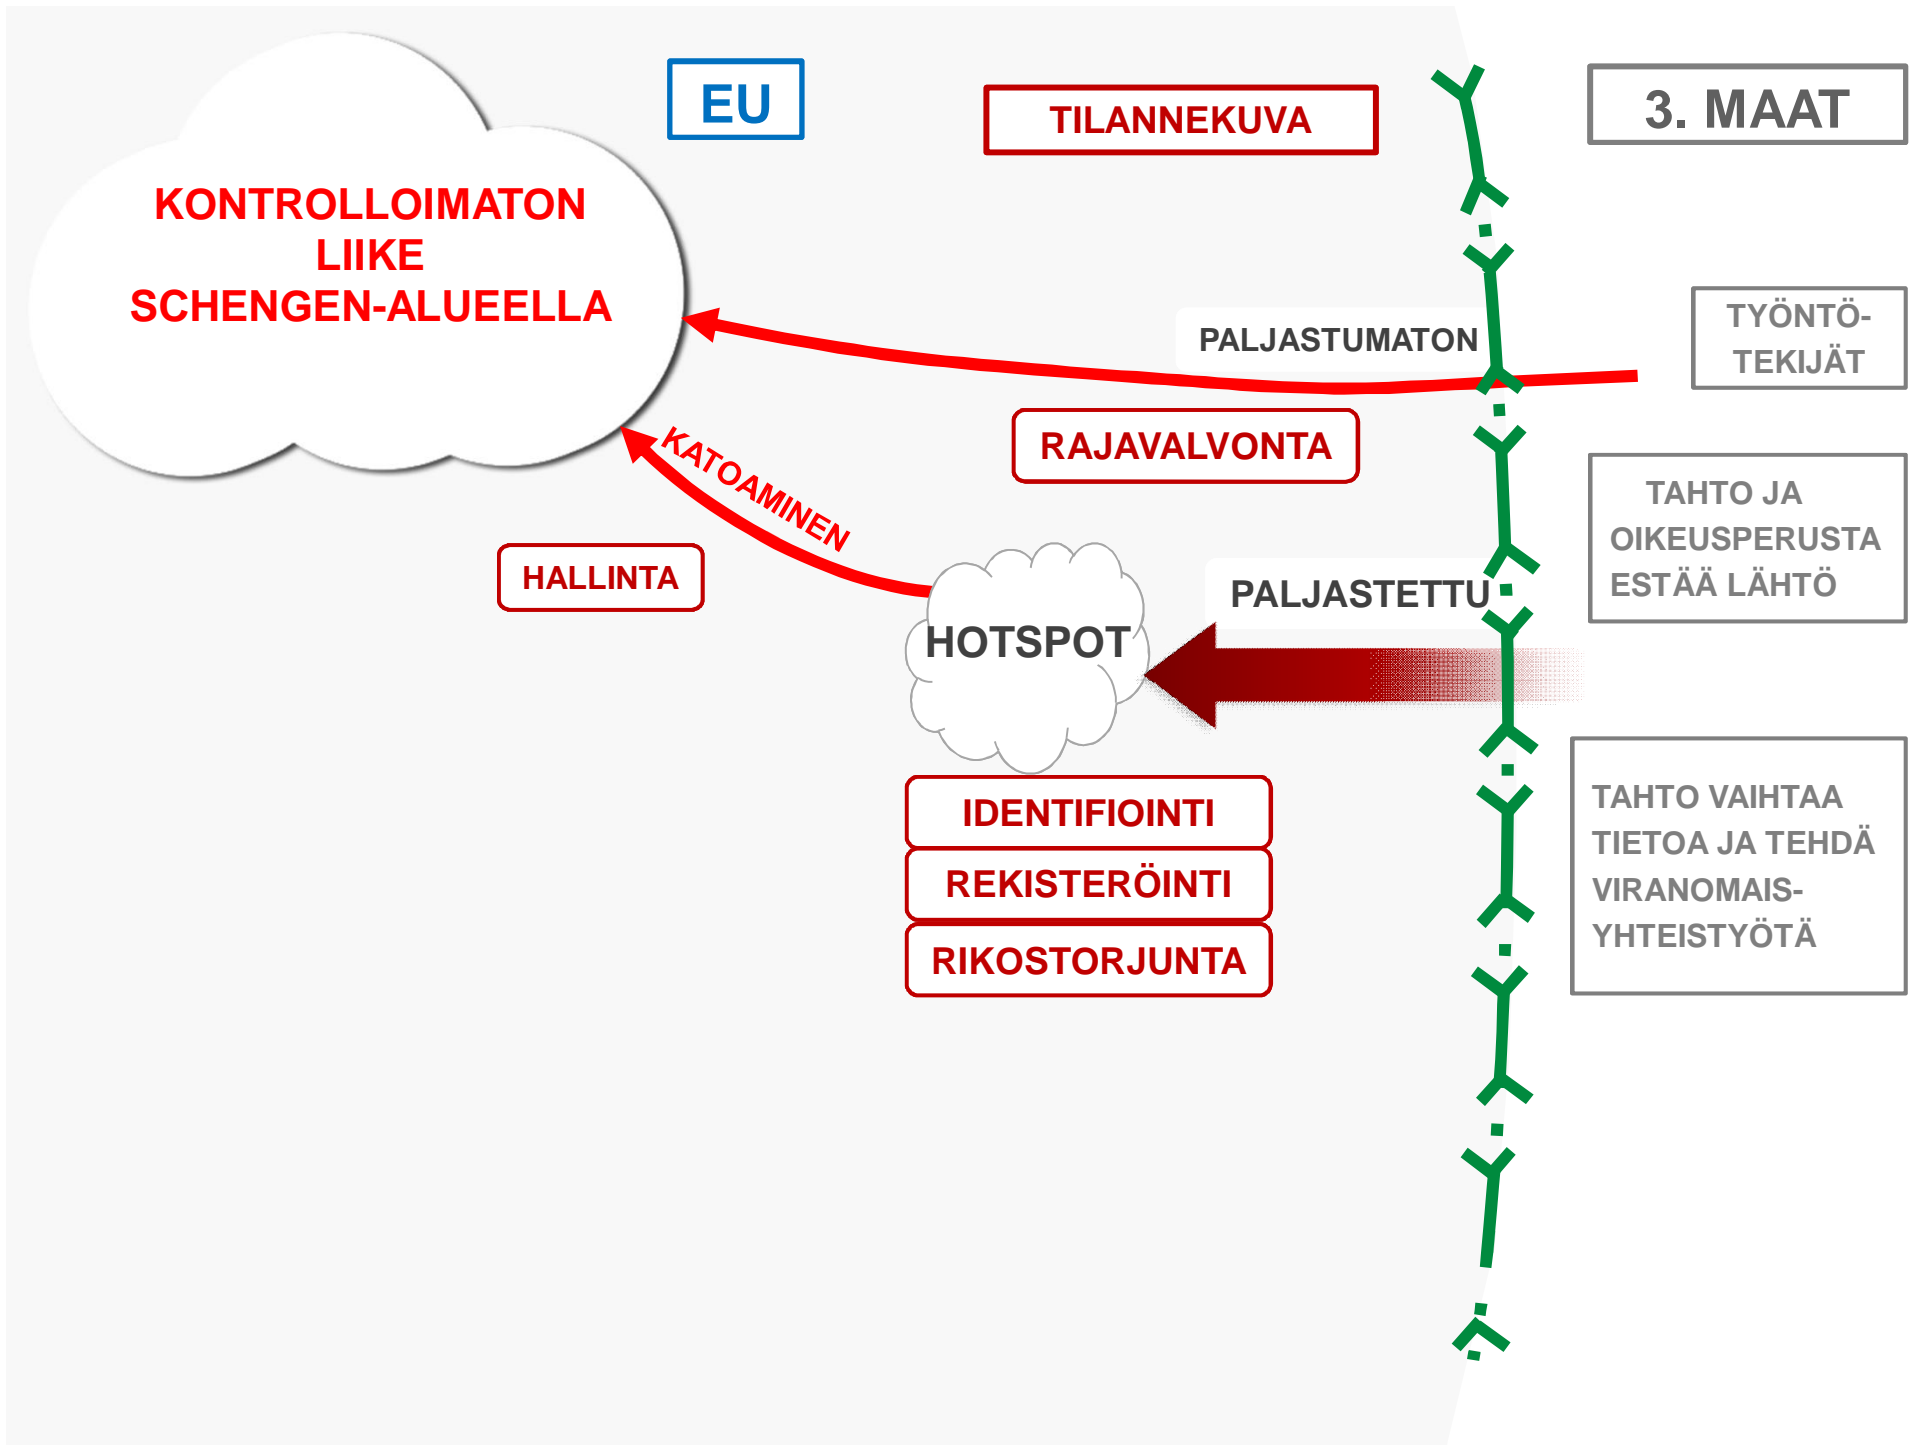 EU
TILANNEKUVA
3. MAAT
KONTROLLOIMATON
LIIKE
SCHENGEN-ALUEELLA
PALJASTUMATON
TYÖNTÖ-
TEKIJÄT
RAJAVALVONTA
KATOAMINEN
TAHTO JA
OIKEUSPERUSTA
ESTÄÄ LÄHTÖ
HALLINTA
PALJASTETTU
HOTSPOT
IDENTIFIOINTI
REKISTERÖINTI
RIKOSTORJUNTA
TAHTO VAIHTAA
TIETOA JA TEHDÄ
VIRANOMAIS-
YHTEISTYÖTÄ